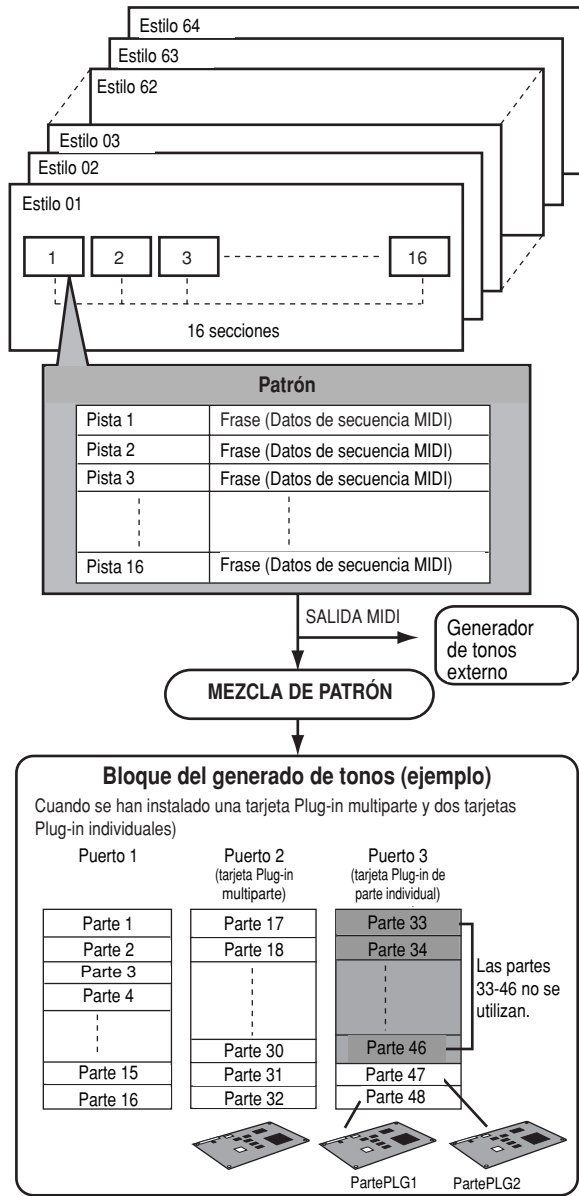 Estilo 64
Estilo 63
Estilo 62
Estilo 03
Estilo 02
Estilo 01
1 2 3 16
16 secciones
Patrón
Pista 1 Frase (Datos de secuencia MIDI)
Pista 2 Frase (Datos de secuencia MIDI)
Pista 3 Frase (Datos de secuencia MIDI)
Pista 16 Frase (Datos de secuencia MIDI)
SALIDA MIDI
Generador
de tonos
externo
MEZCLA DE PATRÓN
Bloque del generado de tonos (ejemplo)
Cuando se han instalado una tarjeta Plug-in multiparte y dos tarjetas
Plug-in individuales)
Puerto 1
Puerto 2
(tarjeta Plug-in
multiparte)
Puerto 3
(tarjeta Plug-in de
parte individual)
Parte 1
Parte 2
Parte 3
Parte 4
Parte 15
Parte 16
Parte 17
Parte 18
Parte 30
Parte 31
Parte 32
Parte 33
Parte 34
Parte 46
Parte 47
Parte 48
Las partes
33-46 no se
utilizan.
PartePLG1
PartePLG2